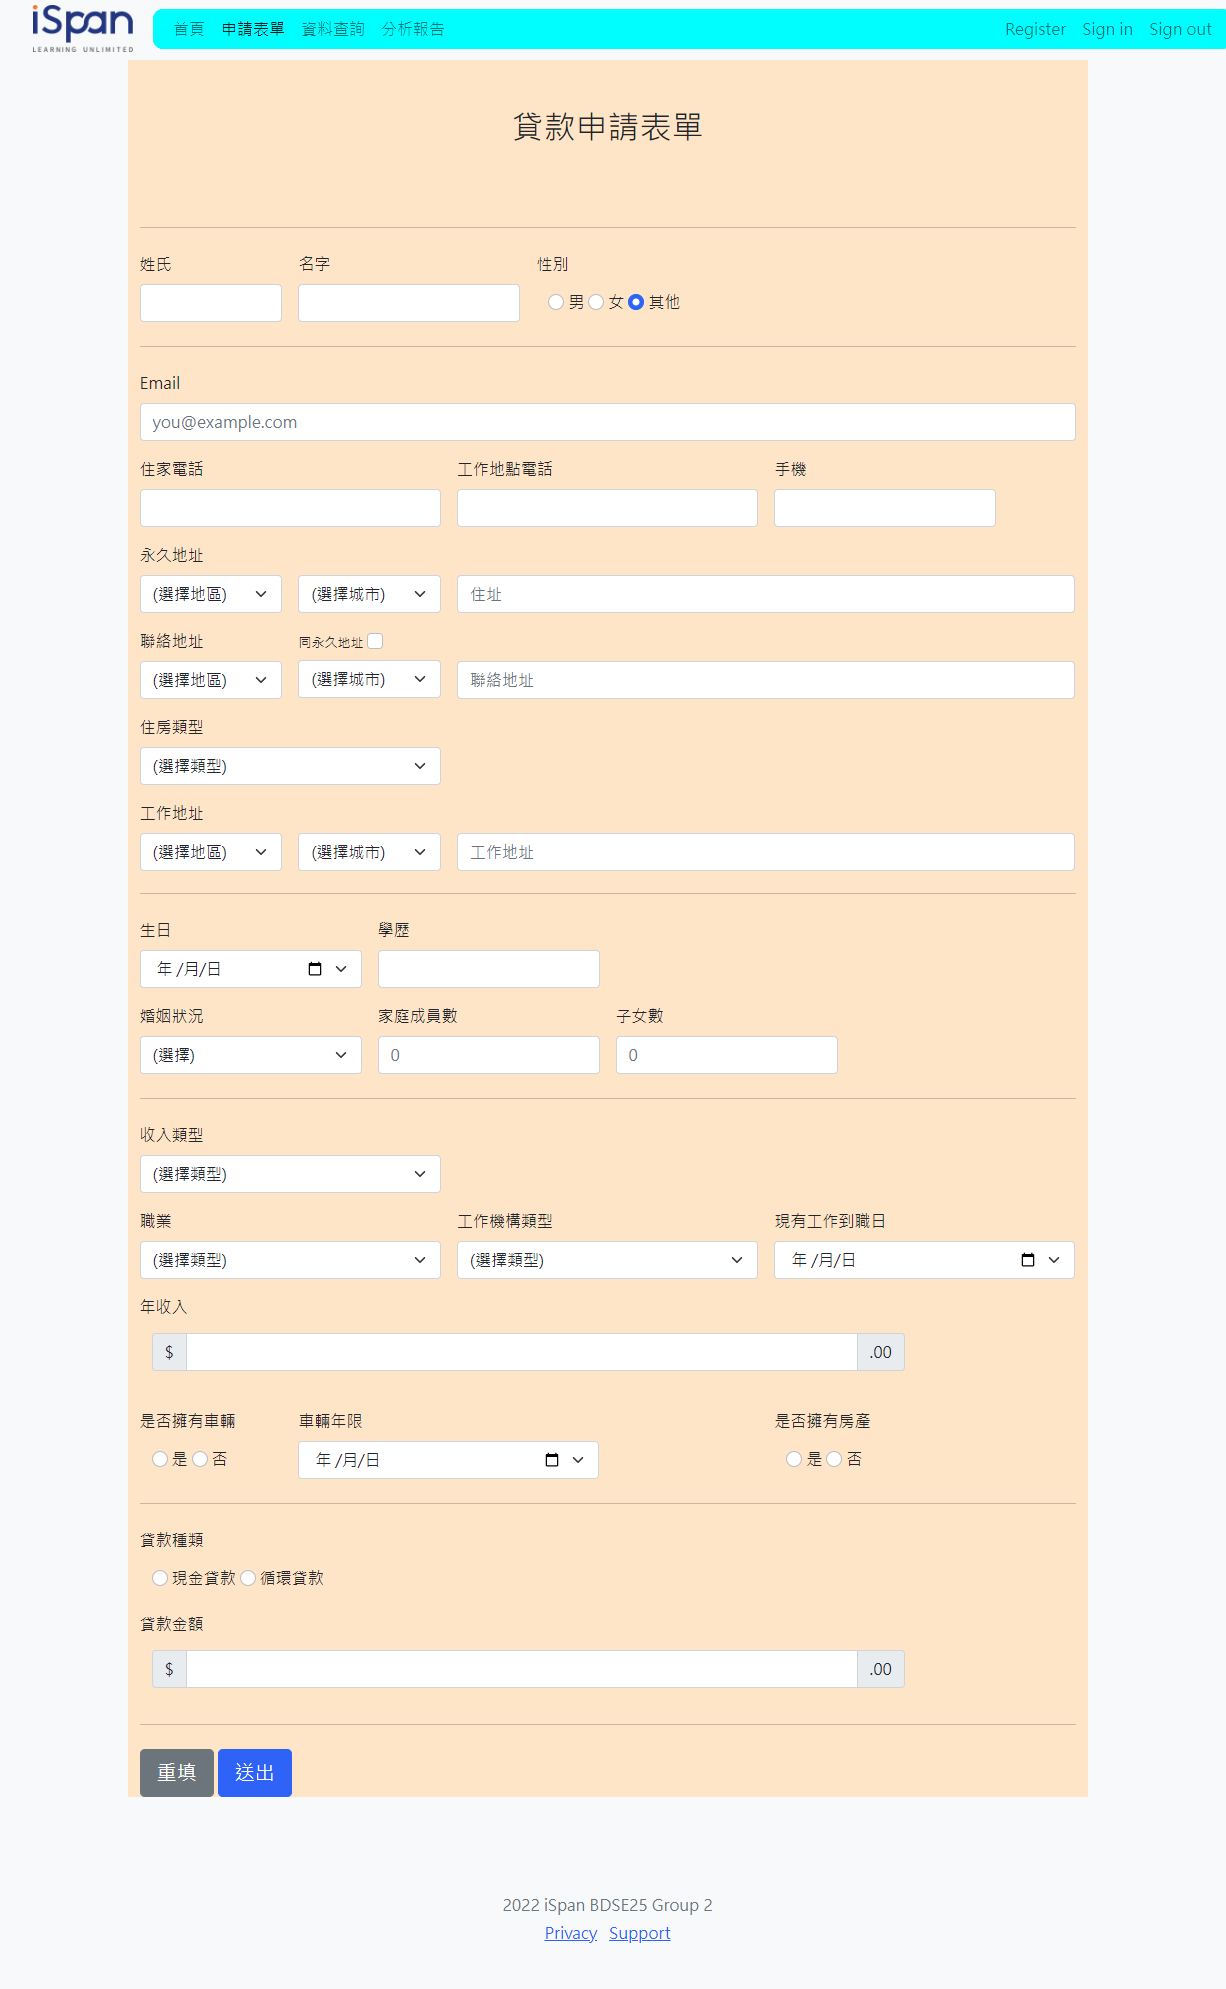 iSpan
LEARNING UNLIMITED
首頁 申請表單 資料查詢 分析報告 Register Sign in Sign out
貸款申請表單
姓氏 名字 性別
男 女 其他
Email
you@example.com
住家電話 工作地點電話 手機
永久地址
(選擇地區) (選擇城市) 住址
聯絡地址 同永久地址
(選擇地區) (選擇城市) 聯絡地址
住房類型
(選擇類型)
工作地址
(選擇地區) (選擇城市) 工作地址
生日 學歷
年 /月/日
婚姻狀況 家庭成員數 子女數
(選擇) 0 0
收入類型
(選擇類型)
職業 工作機構類型 現有工作到職日
(選擇類型) (選擇類型) 年 /月/日
年收入
$ .00
是否擁有車輛 車輛年限 是否擁有房產
是 否 年 /月/日 是 否
貸款種類
現金貸款 循環貸款
貸款金額
$ .00
重填 送出
2022 iSpan BDSE25 Group 2
Privacy Support